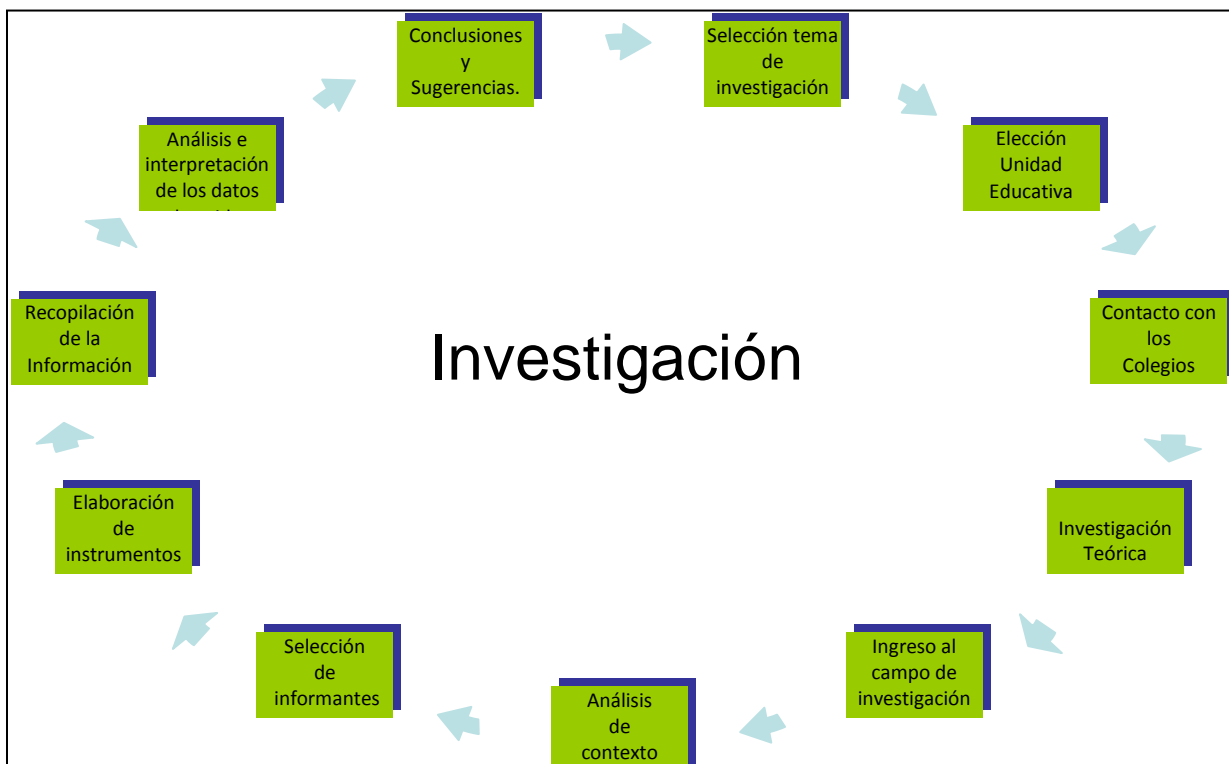 Conclusiones
y
Sugerencias.
Selección tema
de
investigación
Elección
Unidad
Educativa
Contacto con
los
Colegios
Investigación
Teórica
Ingreso al
campo de
investigación
Análisis
de
contexto
Selección
de
informantes
Elaboración
de
instrumentos
Recopilación
de la
Información
Análisis e
interpretación
de los datos
Investigación